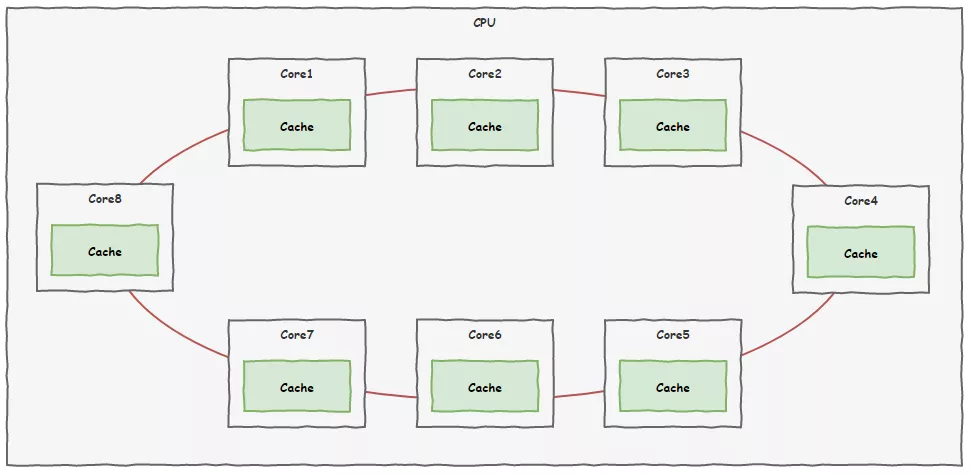 CPU
Core1
Cache
Core2
Cache
Core3
Cache
Core8
Cache
Core4
Cache
Core7
Cache
Core6
Cache
Core5
Cache